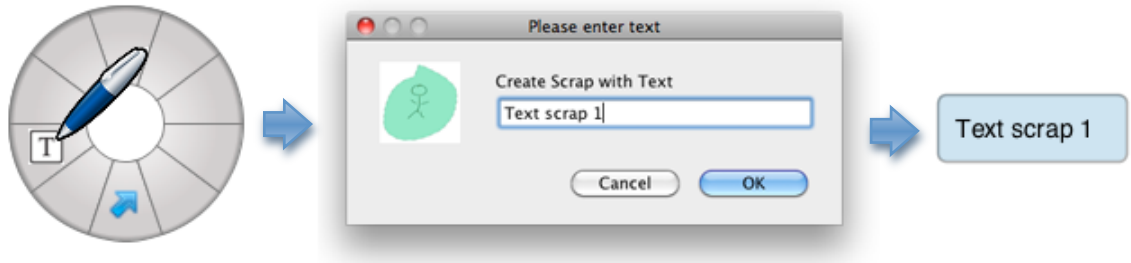 T
Please enter text
Create Scrap with Text
Text scrap 1
Cancel
OK
Text scrap 1